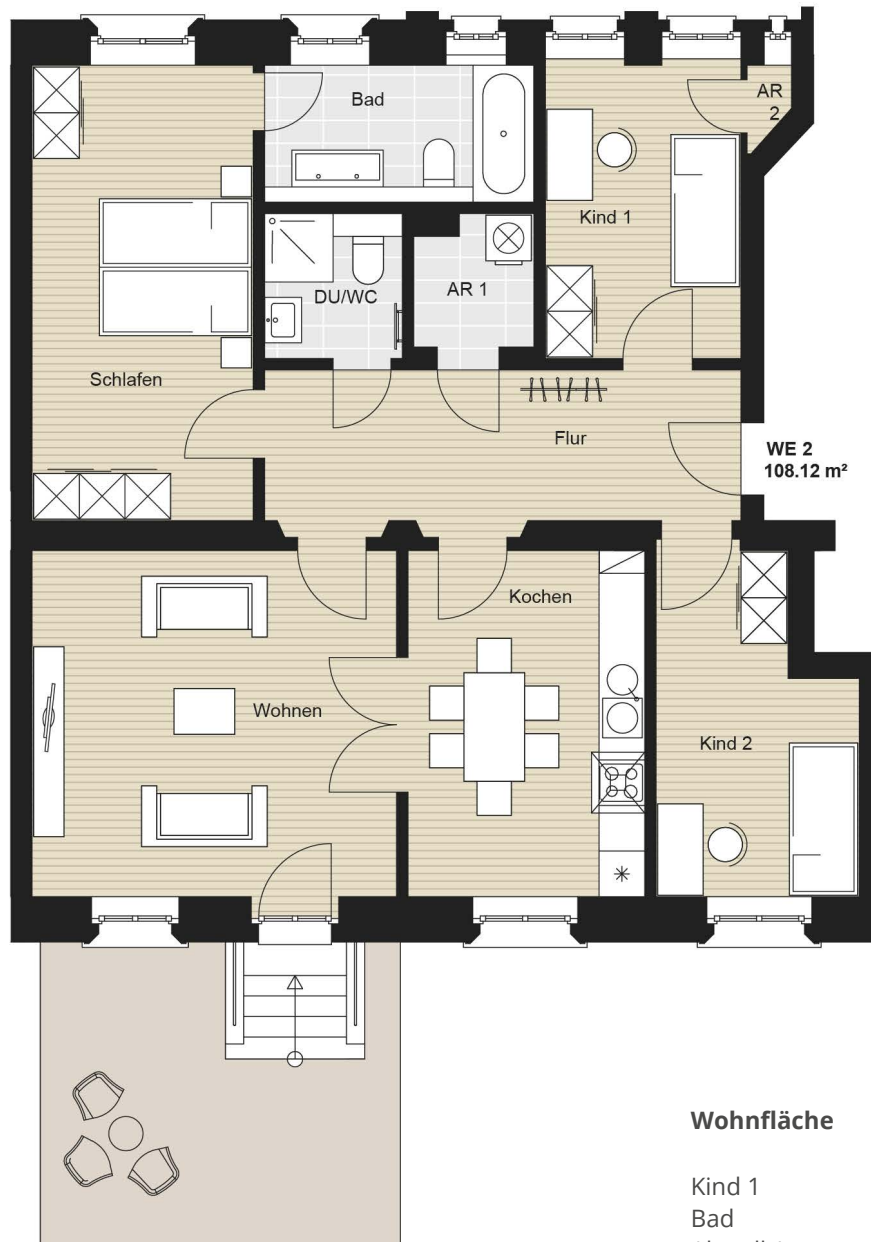 Bad
AR
2
Kind 1
DU/WC
AR 1
Schlafen
Flur
WE 2
108.12 m²
Kochen
Wohnen
Kind 2
Wohnfläche
Kind 1
Bad